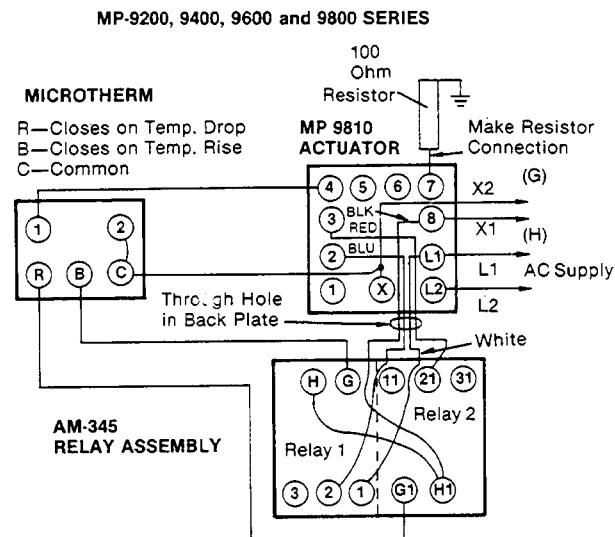 MP-9200, 9400, 9600 and 9800 SERIES
100
Ohm
Resistor
MICROTHERM
R—Closes on Temp. Drop
B—Closes on Temp. Rise
C—Common
MP 9810
ACTUATOR
Make Resistor
Connection
4 5 6 7
X2 (G)
3 BLK 8
RED
X1
(H)
2 BLU L1
L1 AC Supply
1 X L2
L2
1 2
R B C
Through Hole
in Back Plate
White
H G 11 21 31
AM-345
RELAY ASSEMBLY
Relay 2
Relay 1
3 2 1 G1 H1